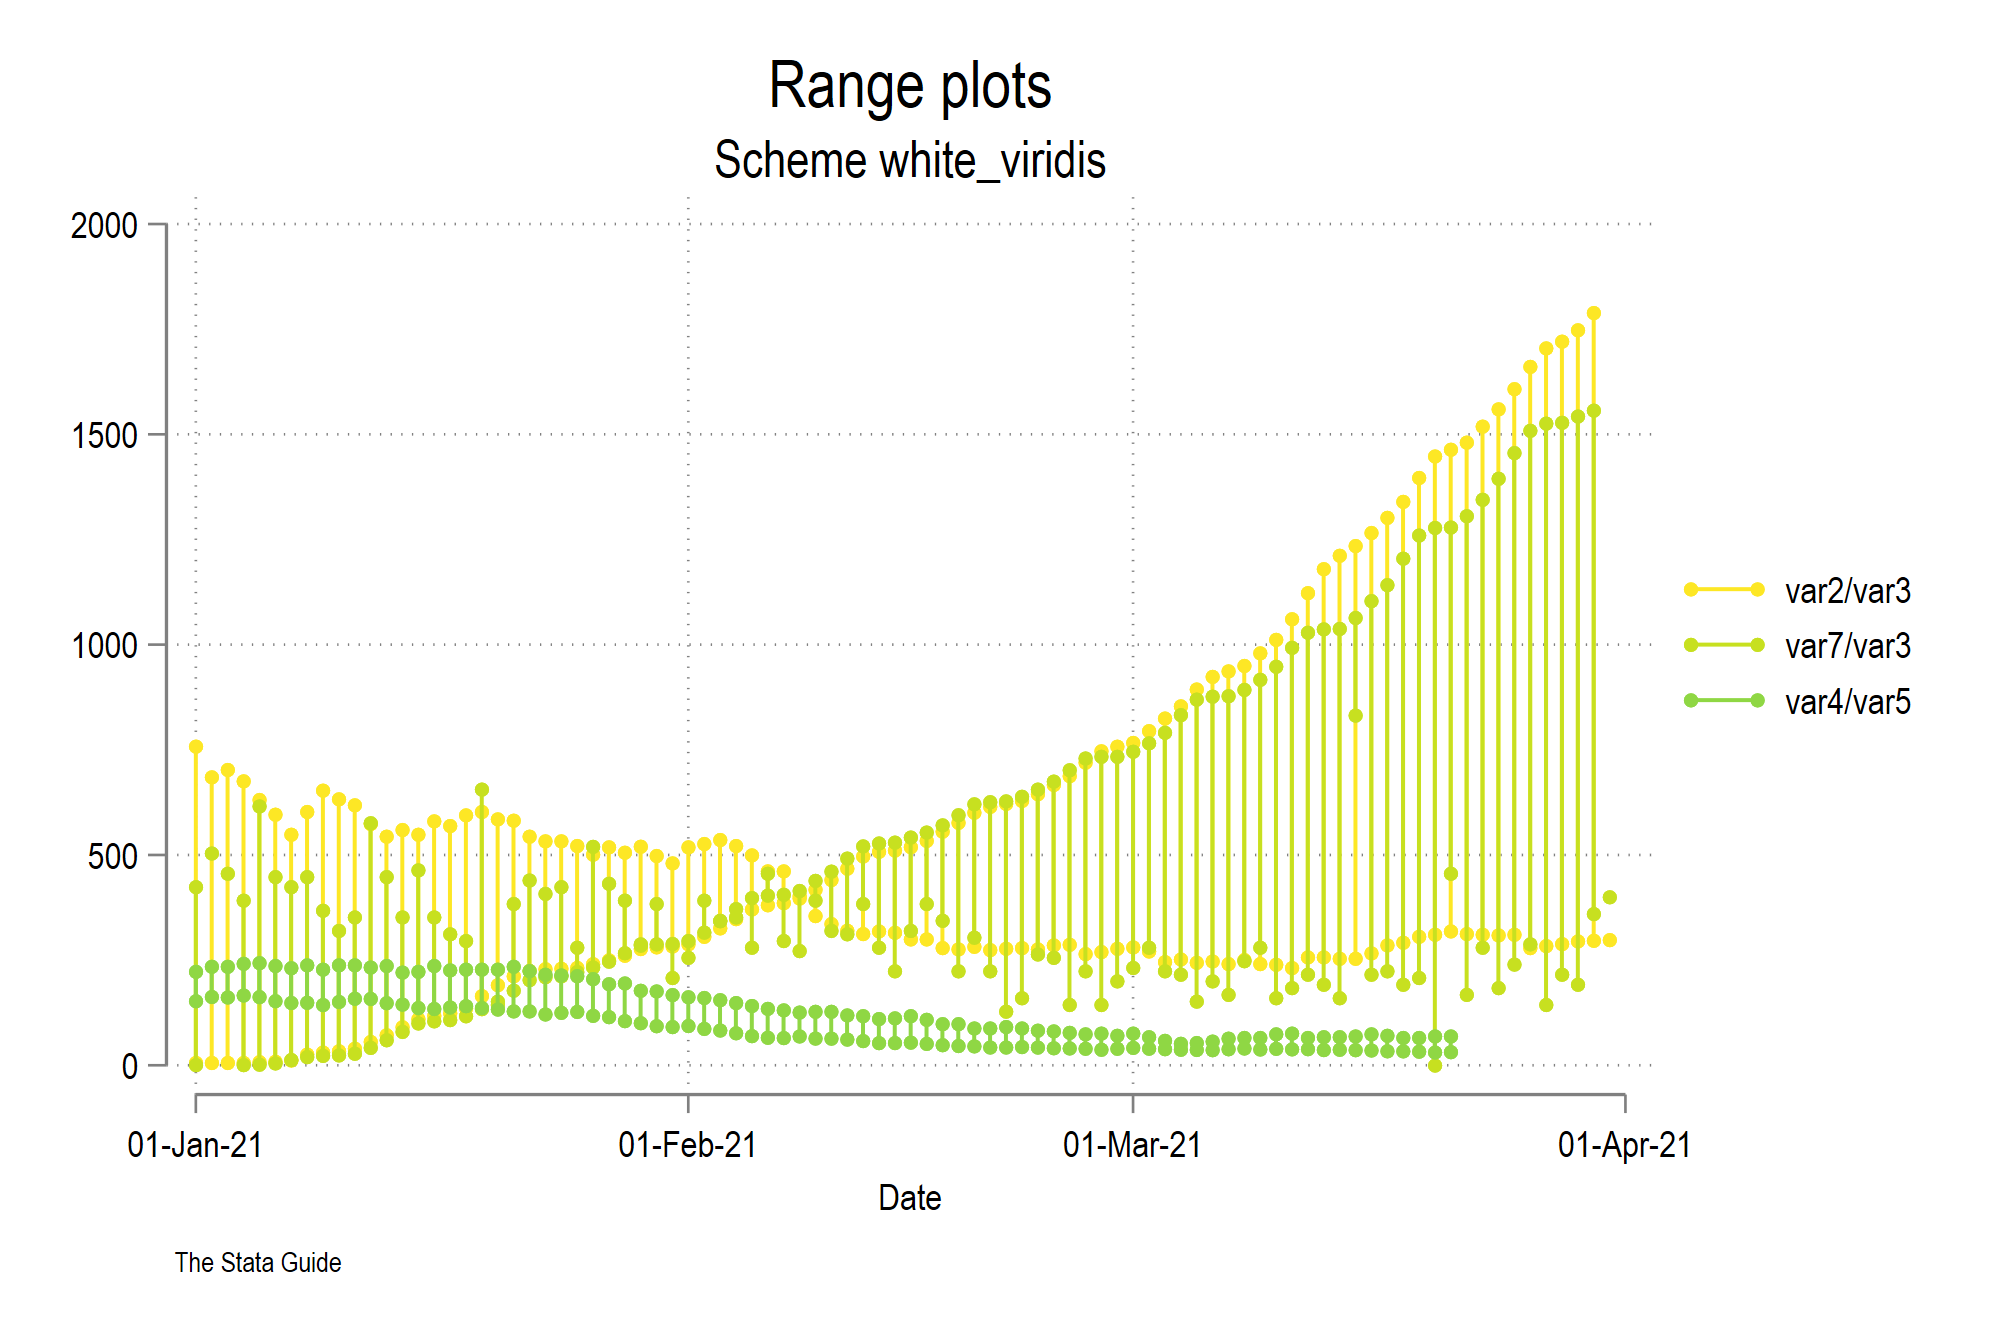 Range plots
Scheme white_viridis
2000
1500
1000
500
0
var2/var3
var7/var3
var4/var5
01-Jan-21
01-Feb-21
01-Mar-21
01-Apr-21
Date
The Stata Guide